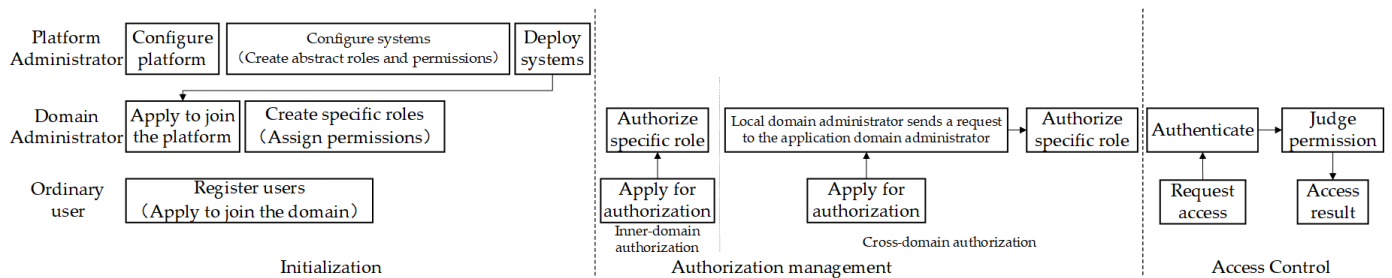 Platform
Administrator
Configure
platform
Configure systems
(Create abstract roles and permissions)
Deploy
systems
Domain
Administrator
Apply to join
the platform
Create specific roles
(Assign permissions)
Authorize
specific role
Local domain administrator sends a request
to the application domain administrator
Authorize
specific role
Authenticate
Judge
permission
Ordinary
user
Register users
(Apply to join the domain)
Apply for
authorization
Apply for
authorization
Request
access
Access
result
Inner-domain
authorization
Cross-domain authorization
Initialization
Authorization management
Access Control